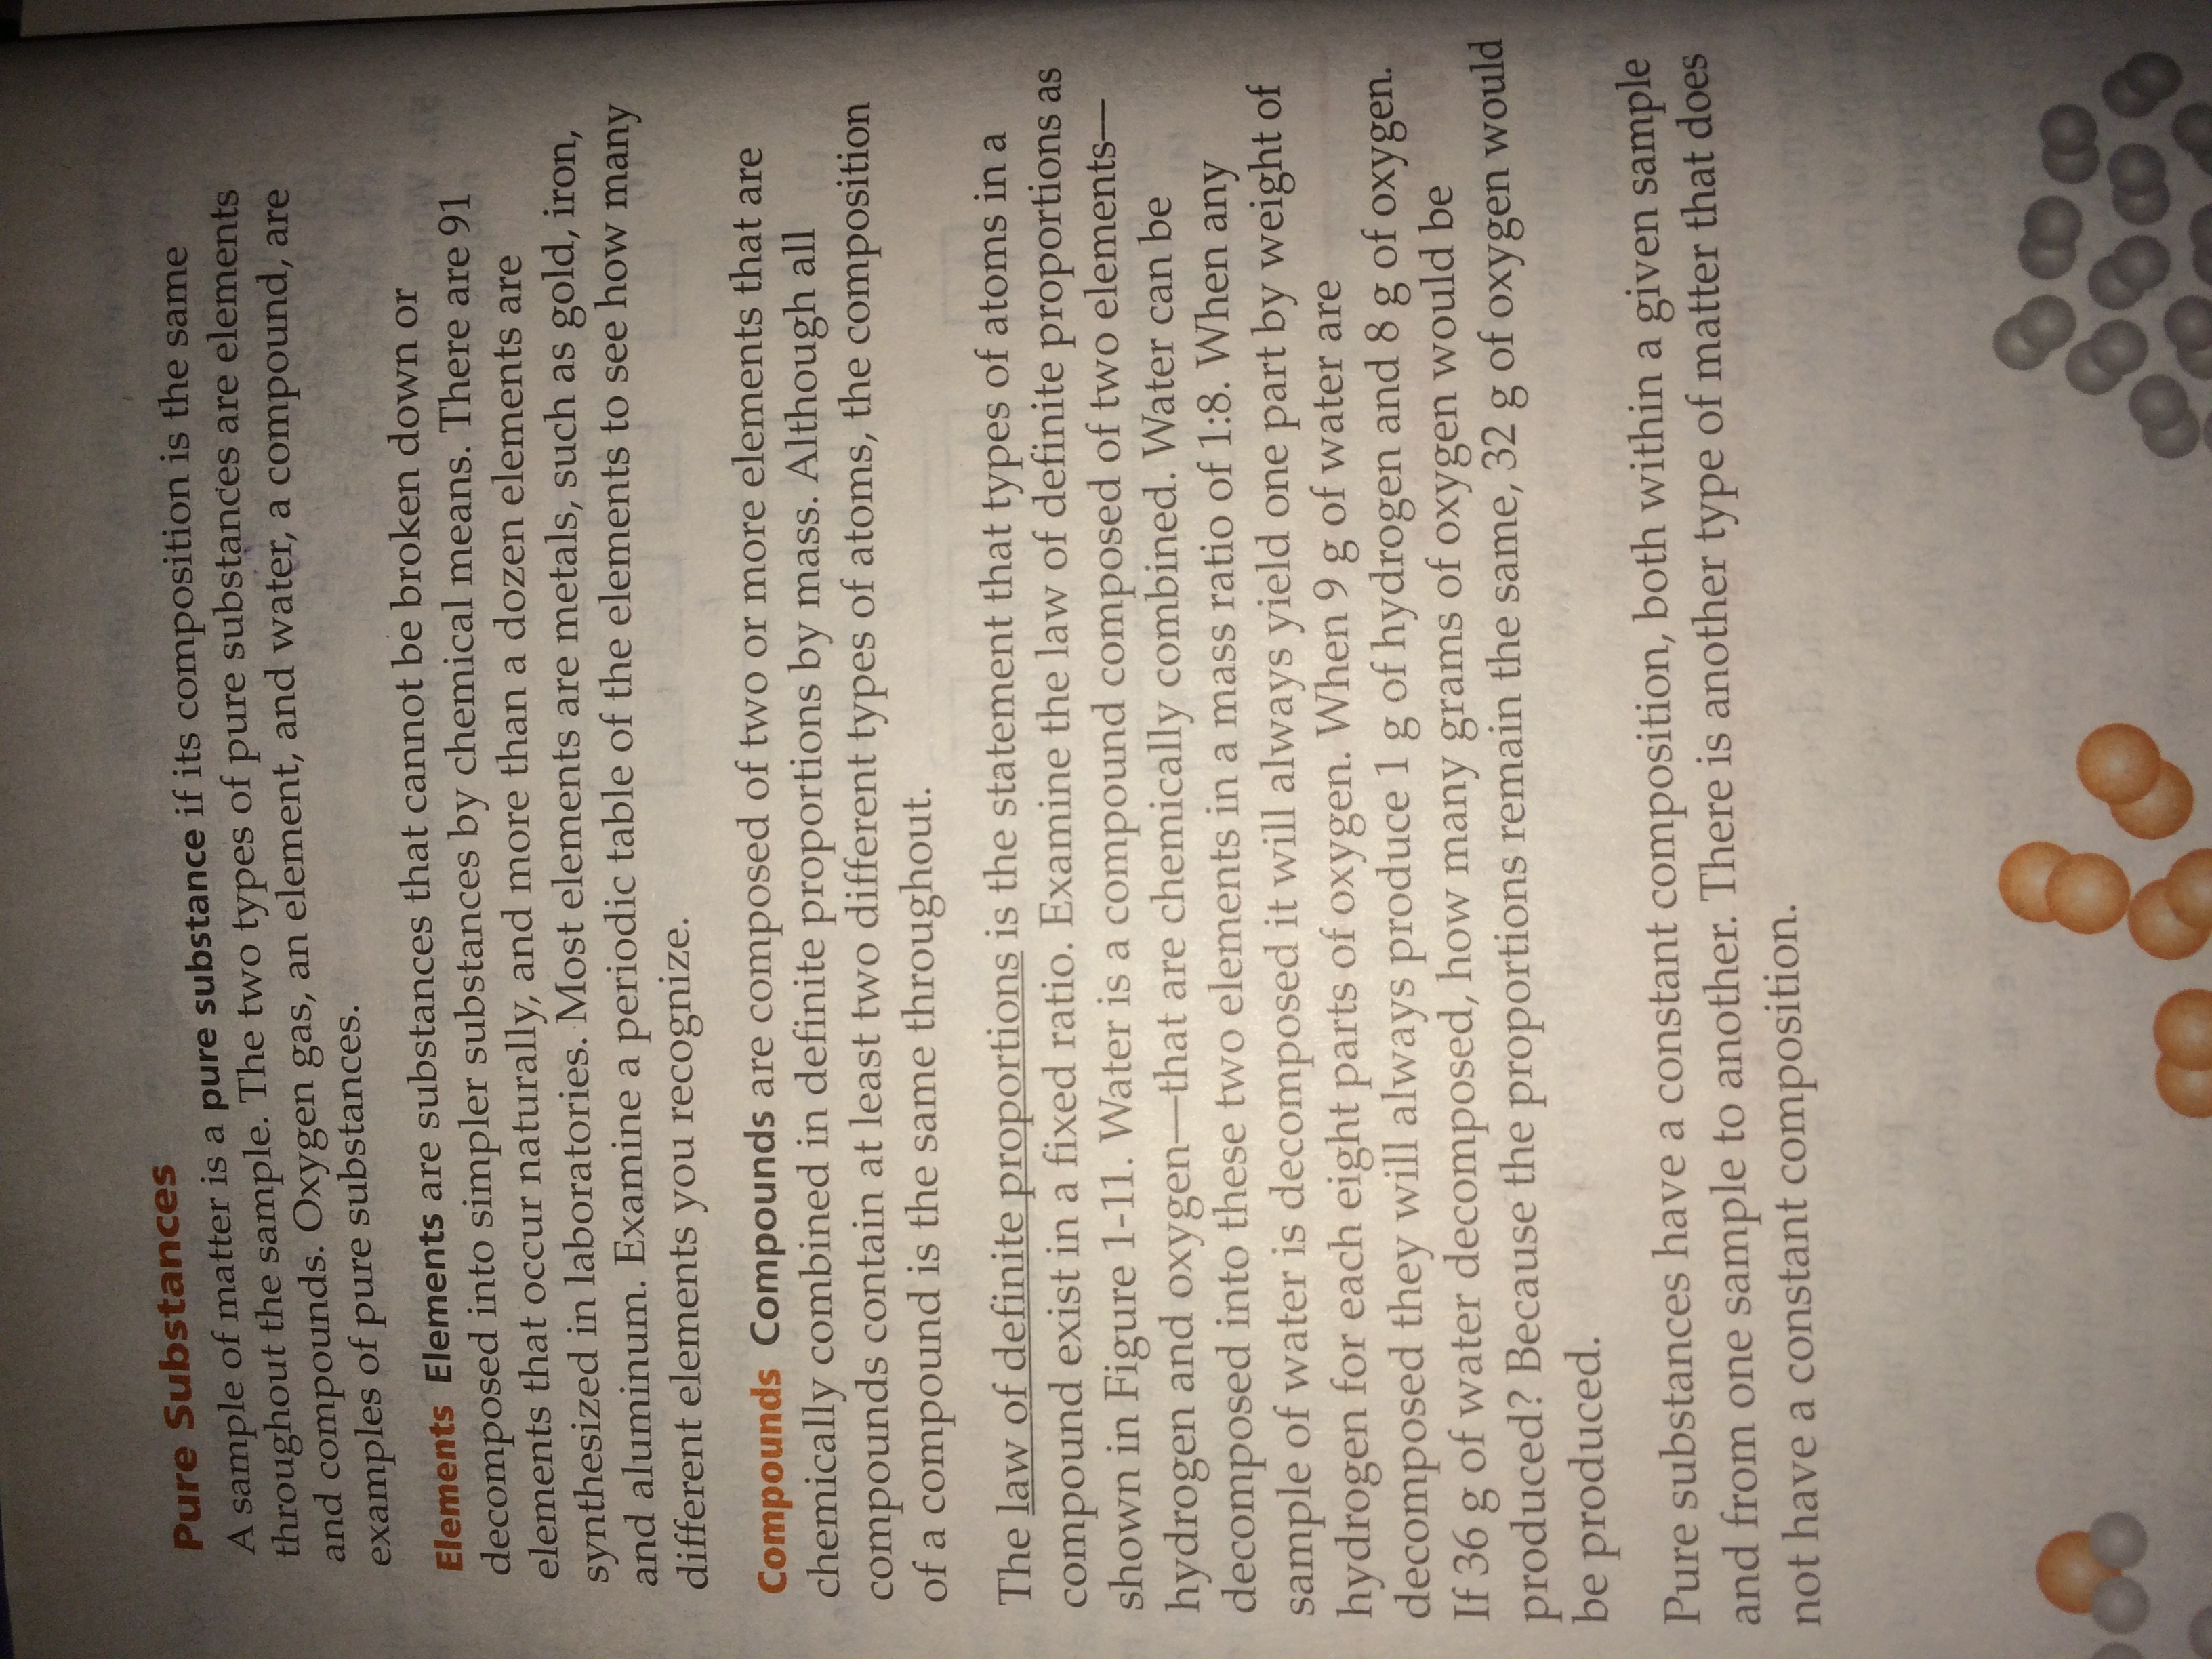 Pure Substances
A sample of matter is a pure substance if its composition is the same
throughout the sample. The two types of pure substances are elements
and compounds. Oxygen gas, an element, and water, a compound, are
examples of pure substances.
Elements Elements are substances that cannot be broken down or
decomposed into simpler substances by chemical means. There are 91
elements that occur naturally, and more than a dozen elements are
synthesized in laboratories. Most elements are metals, such as gold, iron,
and aluminum. Examine a periodic table of the elements to see how many
different elements you recognize.
Compounds Compounds are composed of two or more elements that are
chemically combined in definite proportions by mass. Although all
compounds contain at least two different types of atoms, the composition
of a compound is the same throughout.
The law of definite proportions is the statement that types of atoms in a
compound exist in a fixed ratio. Examine the law of definite proportions as
shown in Figure 1-11. Water is a compound composed of two elements—
hydrogen and oxygen—that are chemically combined. Water can be
decomposed into these two elements in a mass ratio of 1:8. When any
sample of water is decomposed it will always yield one part by weight of
hydrogen for each eight parts of oxygen. When 9 g of water are
decomposed they will always produce 1 g of hydrogen and 8 g of oxygen.
If 36 g of water decomposed, how many grams of oxygen would be
produced? Because the proportions remain the same, 32 g of oxygen would
be produced.
Pure substances have a constant composition, both within a given sample
and from one sample to another. There is another type of matter that does
not have a constant composition.